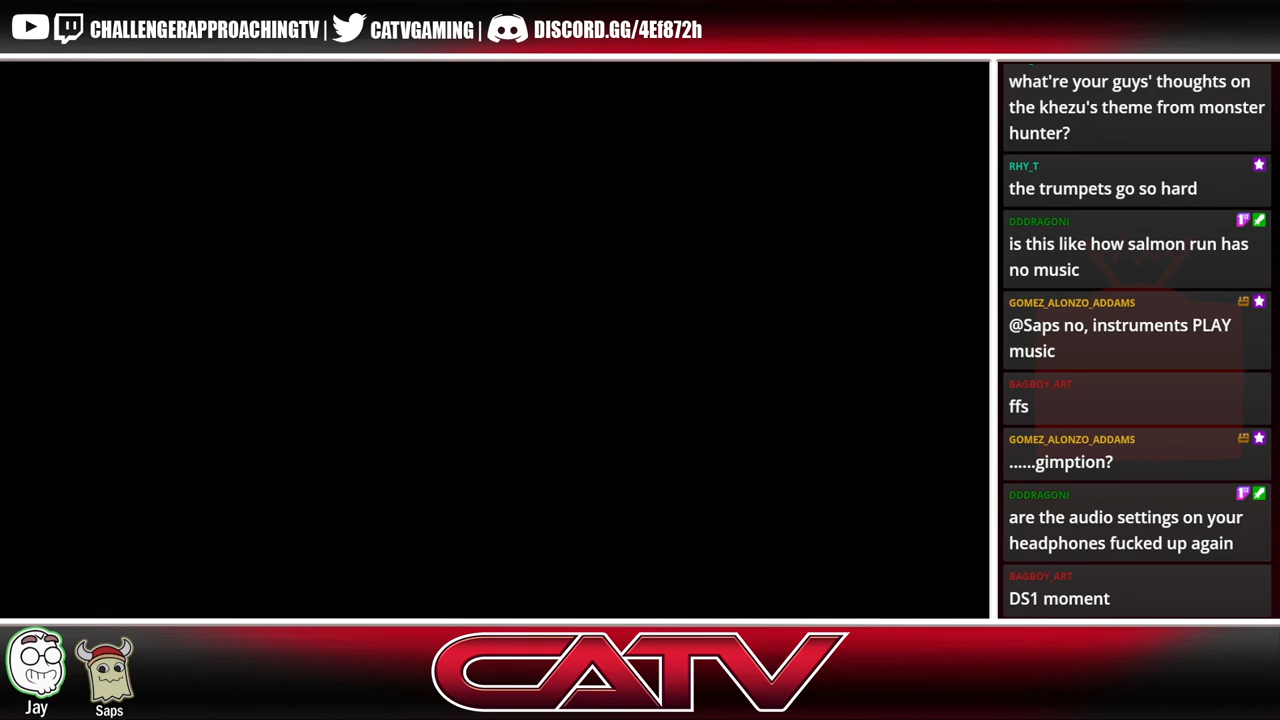 CHALLENGERAPPROACHINGTV | CATVGAMING | DISCORD.GG/4Ef872h
what're your guys' thoughts on
the khezu's theme from monster
hunter?
RHY_T
the trumpets go so hard
DDDRAGONI
is this like how salmon run has
no music
GOMEZ_ALONZO_ADDAMS
@Saps no, instruments PLAY
music
BAGBOY_ART
ffs
GOMEZ_ALONZO_ADDAMS
......gimption?
DDDRAGONI
are the audio settings on your
headphones fucked up again
BAGBOY_ART
DS1 moment
CATV
Jay
Saps